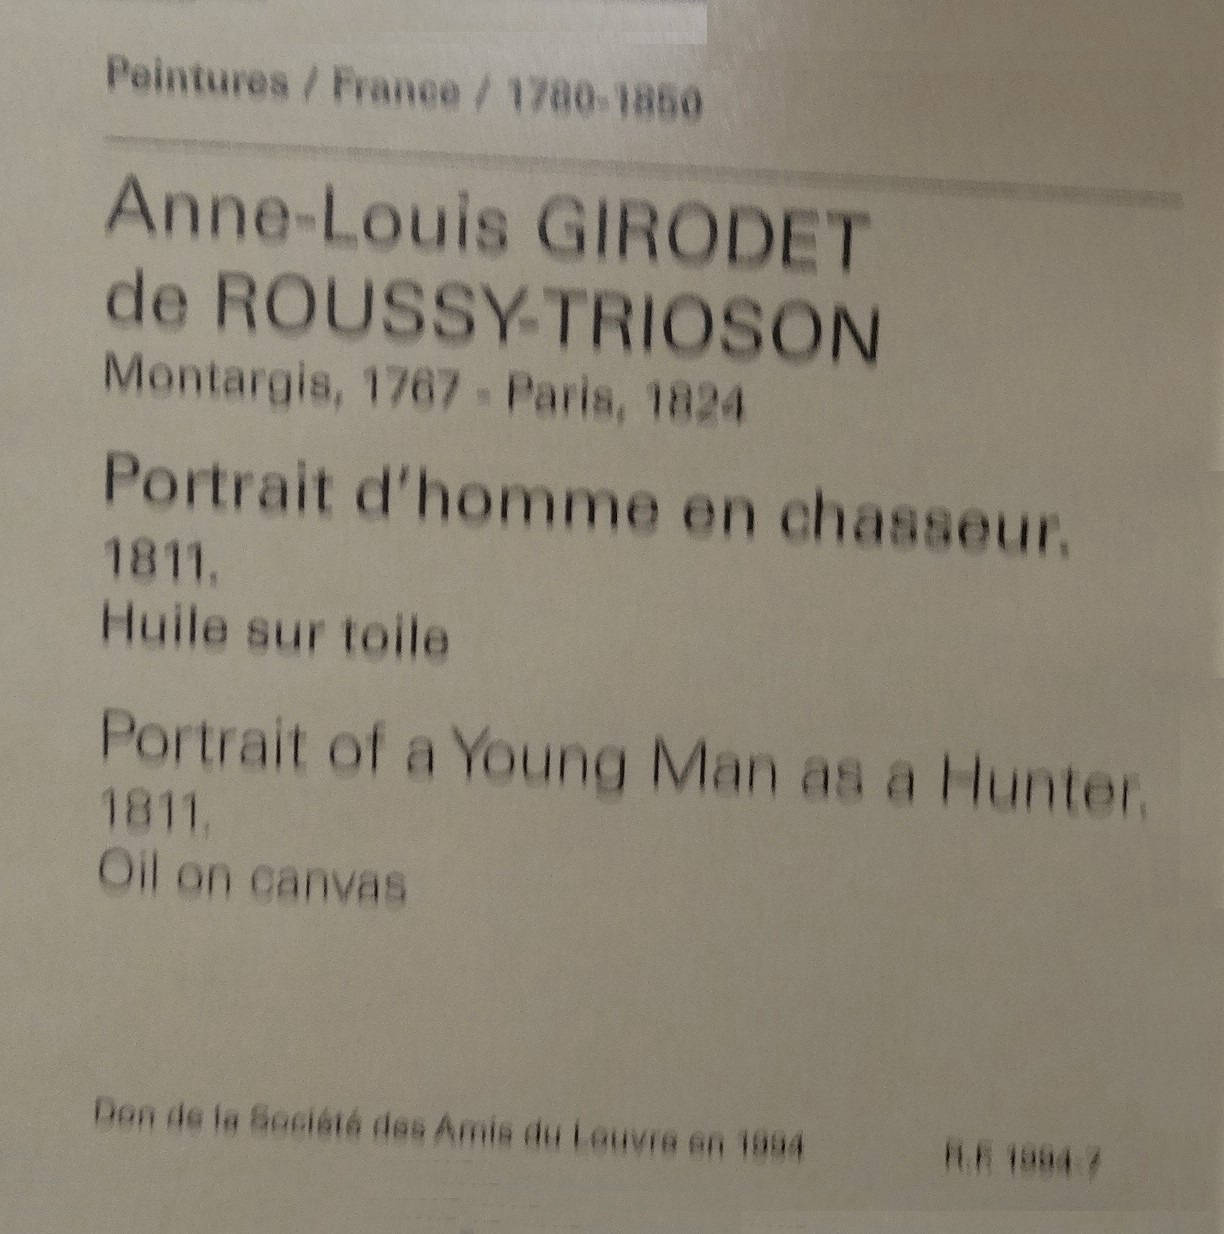 Peintures / France / 1780-1850
Anne-Louis GIRODET
de ROUSSY-TRIOSON
Montargis, 1767 - Paris, 1824
Portrait d'homme en chasseur.
1811.
Huile sur toile
Portrait of a Young Man as a Hunter.
1811.
Oil on canvas
Don de la Société des Amis du Louvre en 1994
R.F. 1994-7